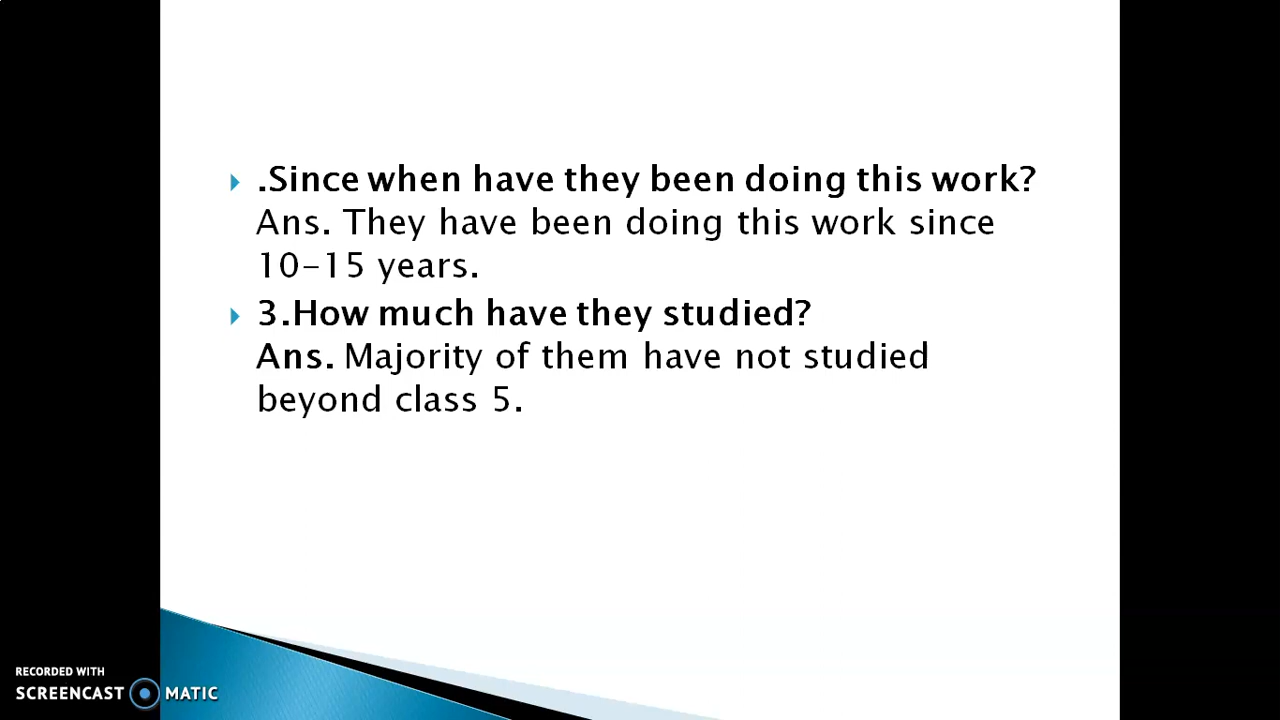 .Since when have they been doing this work?
Ans. They have been doing this work since
10-15 years.
3.How much have they studied?
Ans. Majority of them have not studied
beyond class 5.
RECORDED WITH
SCREENCAST MATIC